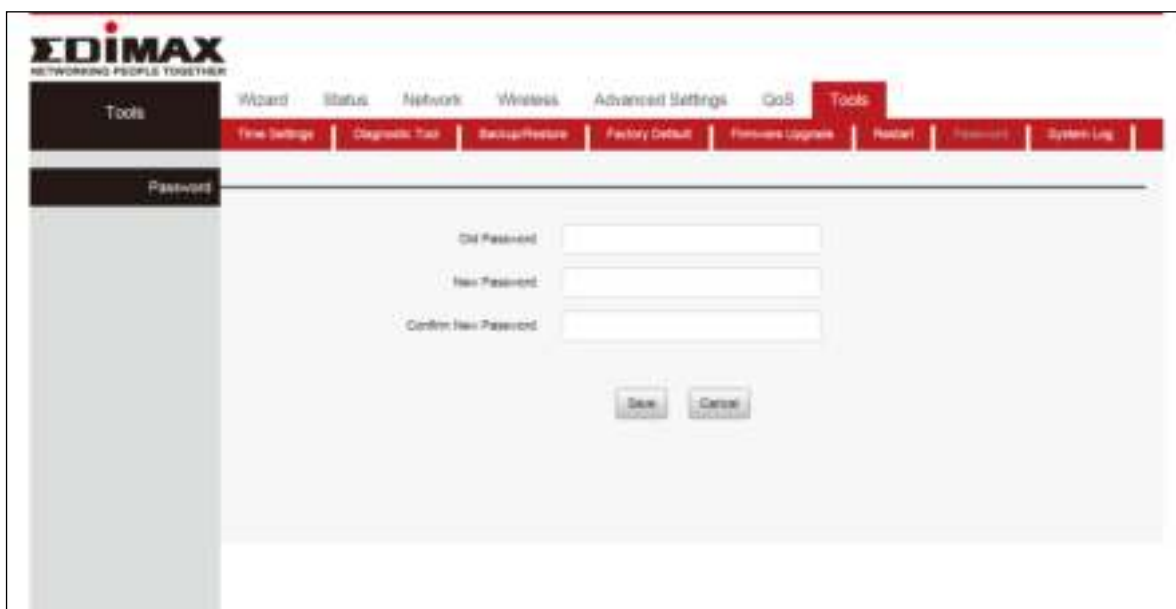 EDIMAX
NETWORKING PEOPLE TOGETHER
Tools
Wizard Status Network Wireless Advanced Settings QoS Tools
Time Settings Diagnostic Tool Backup/Restore Factory Default Firmware Upgrade Restart Password System Log
Password
Old Password
New Password
Confirm New Password
Save Cancel